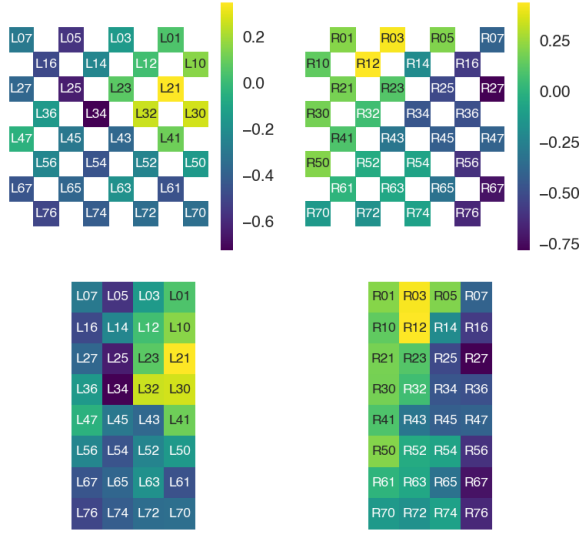 L07 L05 L03 L01
L16 L14 L12 L10
L27 L25 L23 L21
L36 L34 L32 L30
L47 L45 L43 L41
L56 L54 L52 L50
L67 L65 L63 L61
L76 L74 L72 L70
0.2
0.0
−0.2
−0.4
−0.6
R01 R03 R05 R07
R10 R12 R14 R16
R21 R23 R25 R27
R30 R32 R34 R36
R41 R43 R45 R47
R50 R52 R54 R56
R61 R63 R65 R67
R70 R72 R74 R76
0.25
0.00
−0.25
−0.50
−0.75
L07 L05 L03 L01
L16 L14 L12 L10
L27 L25 L23 L21
L36 L34 L32 L30
L47 L45 L43 L41
L56 L54 L52 L50
L67 L65 L63 L61
L76 L74 L72 L70
R01 R03 R05 R07
R10 R12 R14 R16
R21 R23 R25 R27
R30 R32 R34 R36
R41 R43 R45 R47
R50 R52 R54 R56
R61 R63 R65 R67
R70 R72 R74 R76